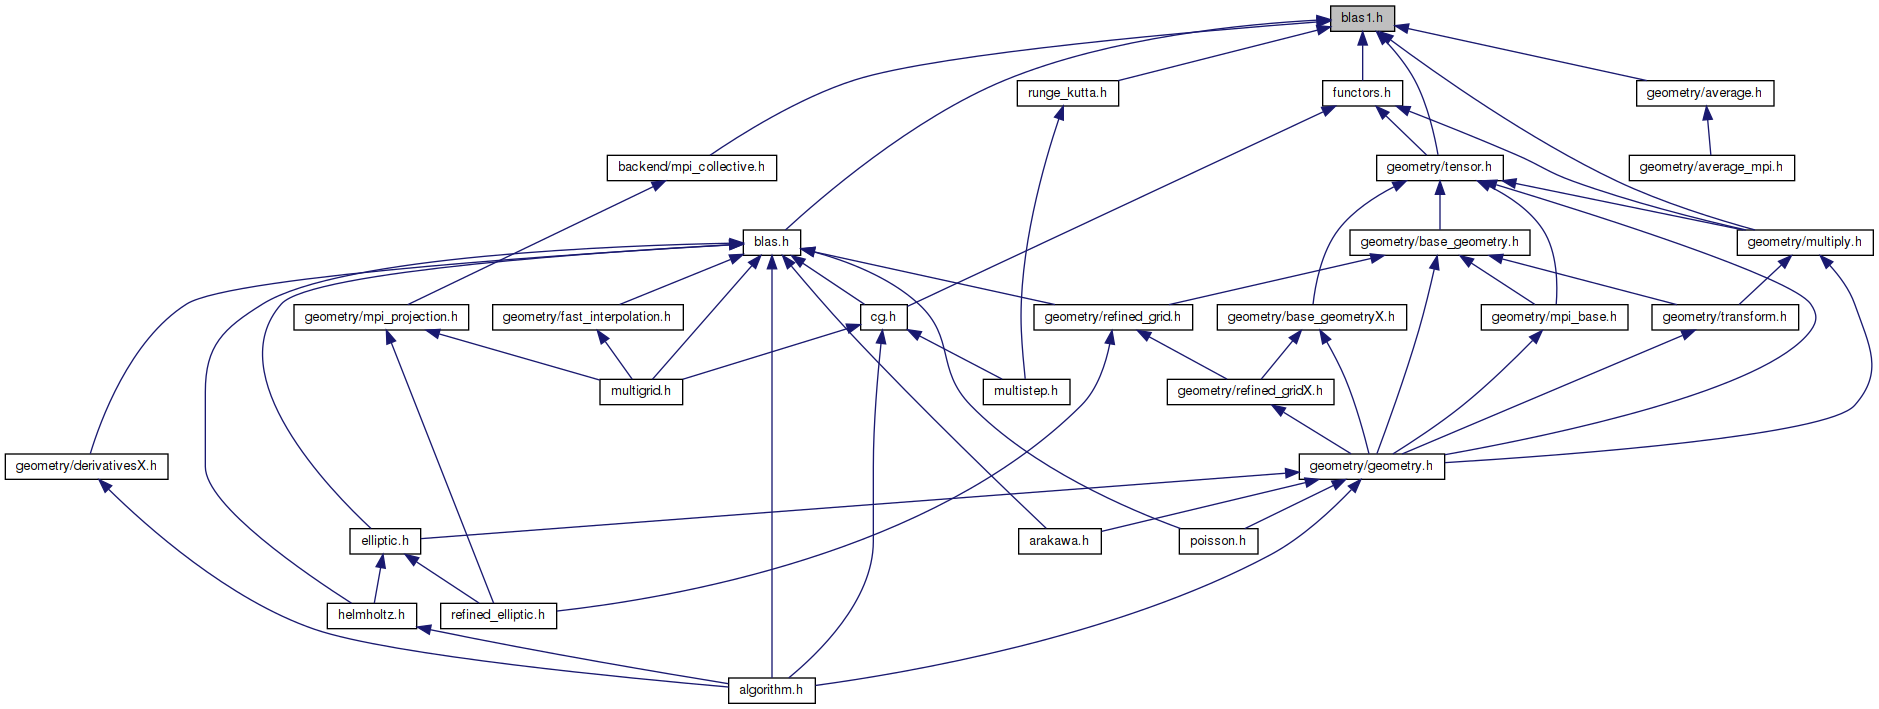 blas1.h
runge_kutta.h
functors.h
geometry/average.h
backend/mpi_collective.h
geometry/tensor.h
geometry/average_mpi.h
blas.h
geometry/base_geometry.h
geometry/multiply.h
geometry/mpi_projection.h
geometry/fast_interpolation.h
cg.h
geometry/refined_grid.h
geometry/base_geometryX.h
geometry/mpi_base.h
geometry/transform.h
multigrid.h
multistep.h
geometry/refined_gridX.h
geometry/derivativesX.h
geometry/geometry.h
elliptic.h
arakawa.h
poisson.h
helmholtz.h
refined_elliptic.h
algorithm.h